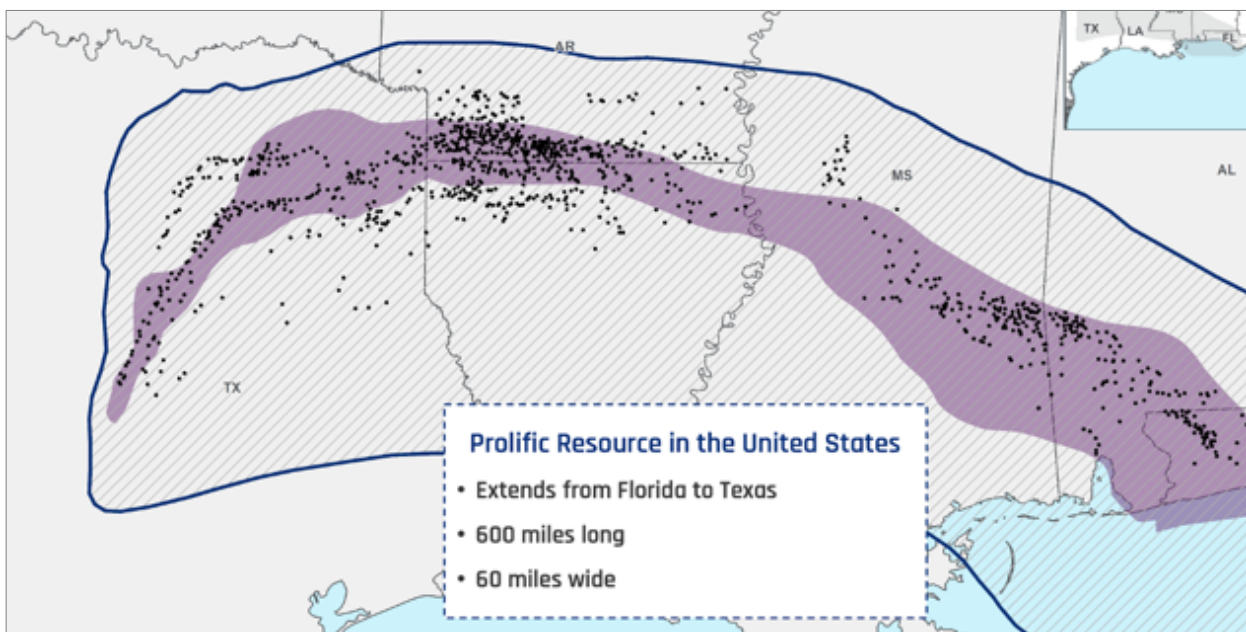 AR
TX
LA
FL
MS
AL
TX
Prolific Resource in the United States
• Extends from Florida to Texas
• 600 miles long
• 60 miles wide